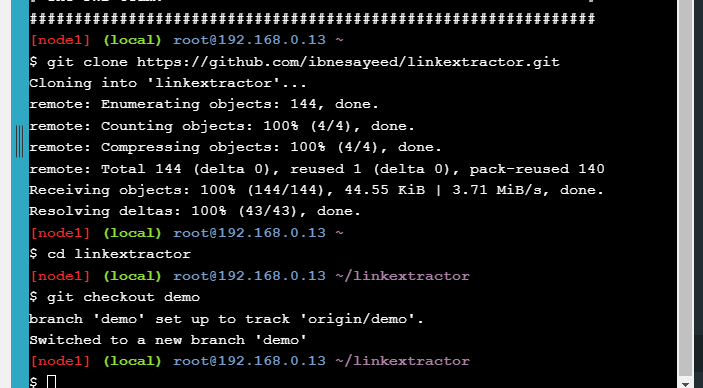 ################################################################
[node1] (local) root@192.168.0.13 ~
$ git clone https://github.com/ibnesayeed/linkextractor.git
Cloning into 'linkextractor'...
remote: Enumerating objects: 144, done.
remote: Counting objects: 100% (4/4), done.
remote: Compressing objects: 100% (4/4), done.
remote: Total 144 (delta 0), reused 1 (delta 0), pack-reused 140
Receiving objects: 100% (144/144), 44.55 KiB | 3.71 MiB/s, done.
Resolving deltas: 100% (43/43), done.
[node1] (local) root@192.168.0.13 ~
$ cd linkextractor
[node1] (local) root@192.168.0.13 ~/linkextractor
$ git checkout demo
branch 'demo' set up to track 'origin/demo'.
Switched to a new branch 'demo'
[node1] (local) root@192.168.0.13 ~/linkextractor
$